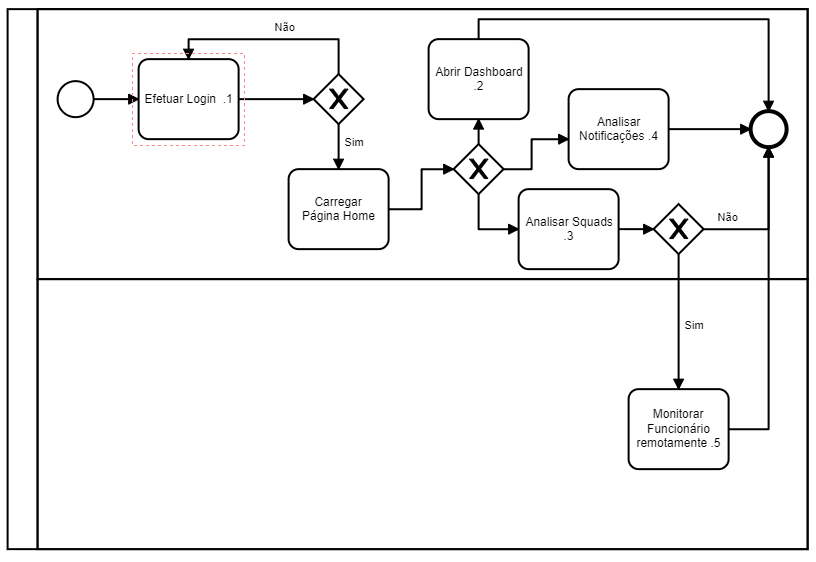 Não
Efetuar Login .1
Sim
Carregar
Página Home
Abrir Dashboard
.2
Analisar
Notificações .4
Analisar Squads
.3
Não
Sim
Monitorar
Funcionário
remotamente .5